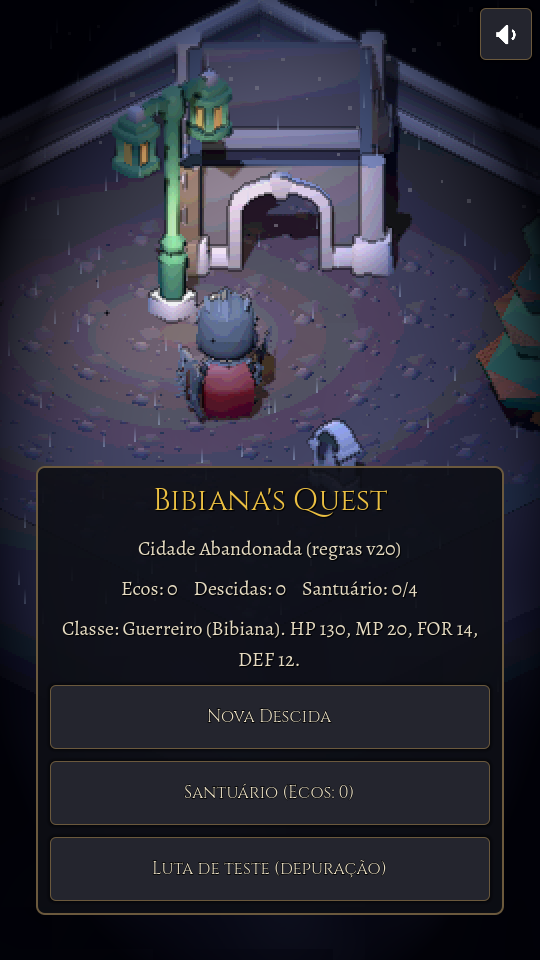 Bibiana's Quest
Cidade Abandonada (regras v20)
Ecos: 0 Descidas: 0 Santuário: 0/4
Classe: Guerreiro (Bibiana). HP 130, MP 20, FOR 14,
DEF 12.
Nova Descida
Santuário (Ecos: 0)
Luta de teste (depuração)